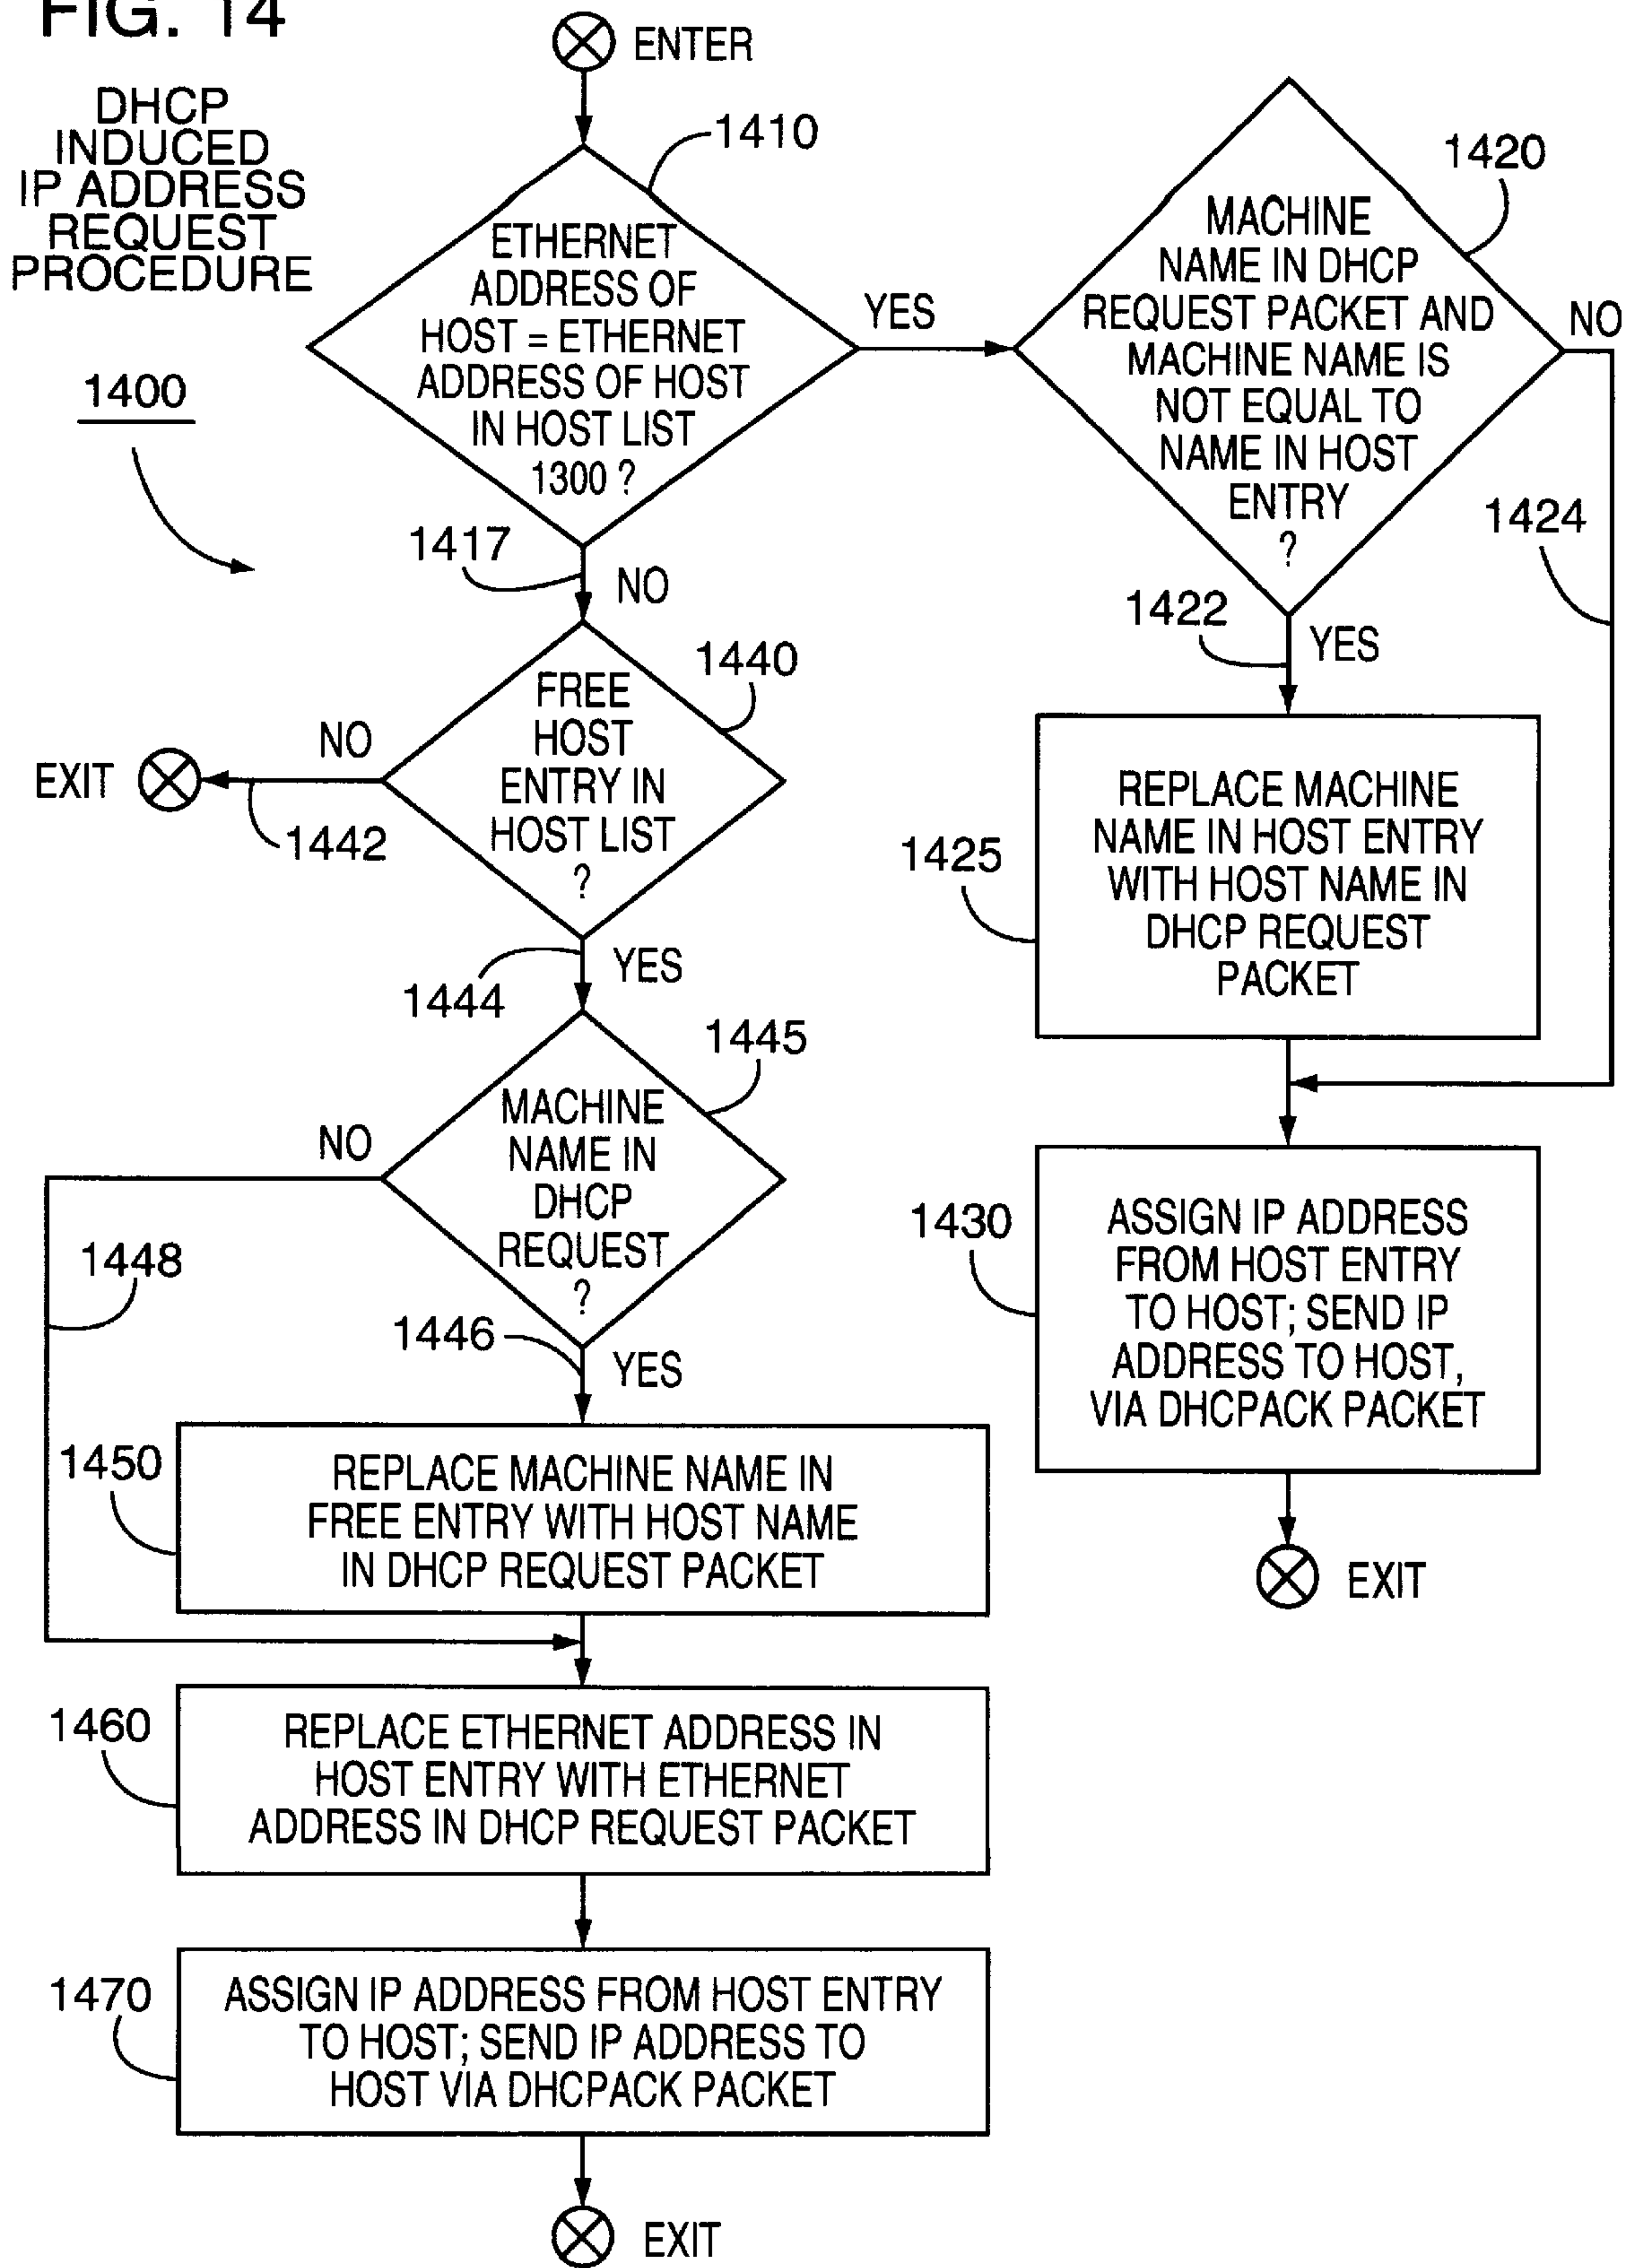 FIG. 14
DHCP
INDUCED
IP ADDRESS
REQUEST
PROCEDURE
1400
ENTER
1410
ETHERNET
ADDRESS OF
HOST = ETHERNET
ADDRESS OF HOST
IN HOST LIST
1300 ?
YES
1420
MACHINE
NAME IN DHCP
REQUEST PACKET AND
MACHINE NAME IS
NOT EQUAL TO
NAME IN HOST
ENTRY
?
NO
1424
1422
YES
1425
REPLACE MACHINE
NAME IN HOST ENTRY
WITH HOST NAME IN
DHCP REQUEST
PACKET
1430
ASSIGN IP ADDRESS
FROM HOST ENTRY
TO HOST; SEND IP
ADDRESS TO HOST,
VIA DHCPACK PACKET
EXIT
1417
NO
1440
FREE
HOST
ENTRY IN
HOST LIST
?
NO
EXIT
1442
YES
1444
1445
MACHINE
NAME IN
DHCP
REQUEST
?
NO
1448
1446
YES
1450
REPLACE MACHINE NAME IN
FREE ENTRY WITH HOST NAME
IN DHCP REQUEST PACKET
1460
REPLACE ETHERNET ADDRESS IN
HOST ENTRY WITH ETHERNET
ADDRESS IN DHCP REQUEST PACKET
1470
ASSIGN IP ADDRESS FROM HOST ENTRY
TO HOST; SEND IP ADDRESS TO
HOST VIA DHCPACK PACKET
EXIT